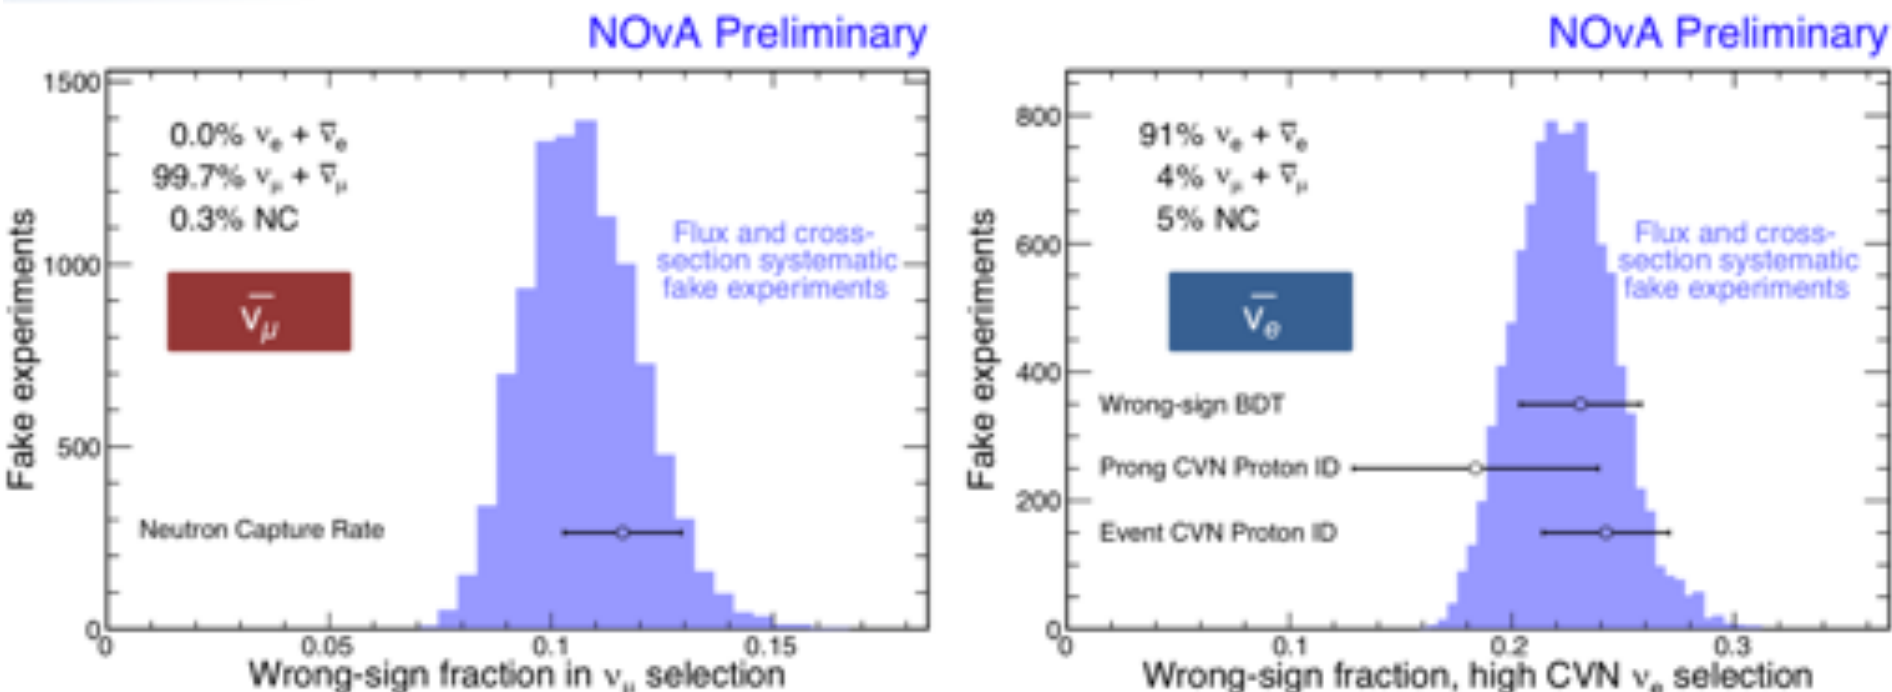 NOvA Preliminary
1500
1000
500
0
Fake experiments
0.0% νe + ν̅e
99.7% νμ + ν̅μ
0.3% NC
ν̅μ
Flux and cross-
section systematic
fake experiments
Neutron Capture Rate
0 0.05 0.1 0.15
Wrong-sign fraction in νμ selection
NOvA Preliminary
800
600
400
200
0
Fake experiments
91% νe + ν̅e
4% νμ + ν̅μ
5% NC
ν̅e
Flux and cross-
section systematic
fake experiments
Wrong-sign BDT
Prong CVN Proton ID
Event CVN Proton ID
0 0.1 0.2 0.3
Wrong-sign fraction, high CVN νe selection